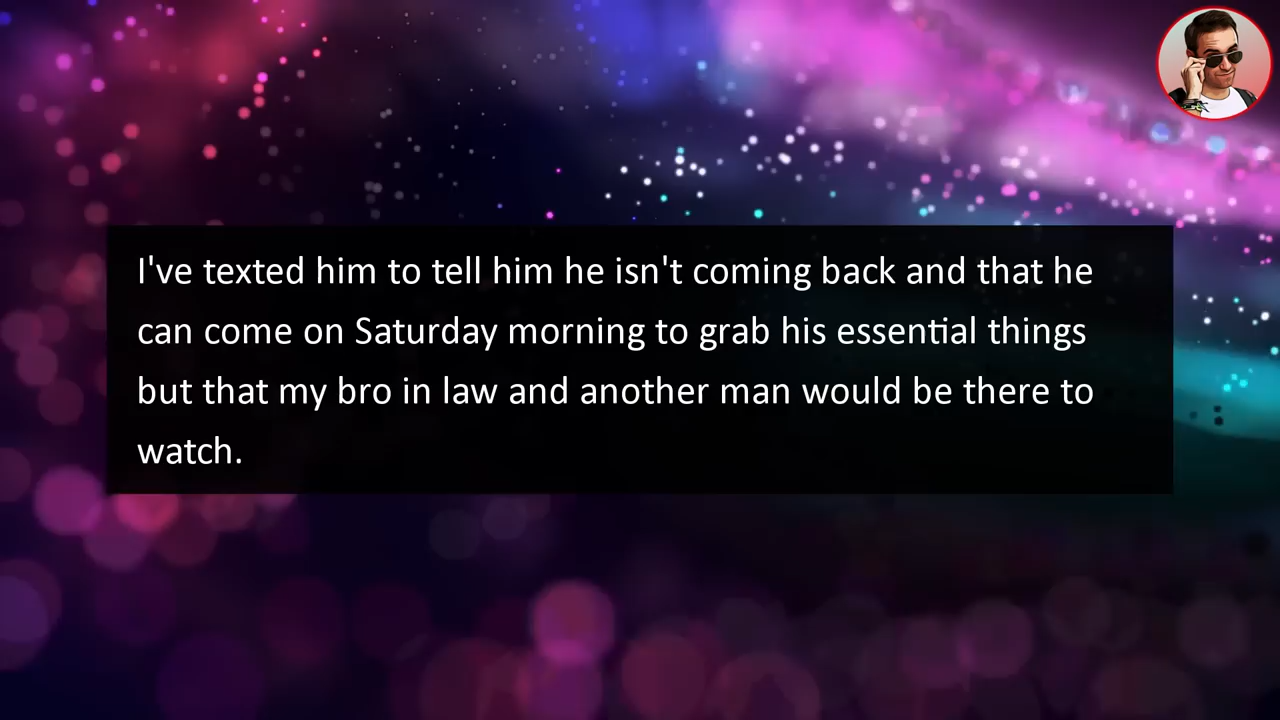 I've texted him to tell him he isn't coming back and that he
can come on Saturday morning to grab his essential things
but that my bro in law and another man would be there to
watch.